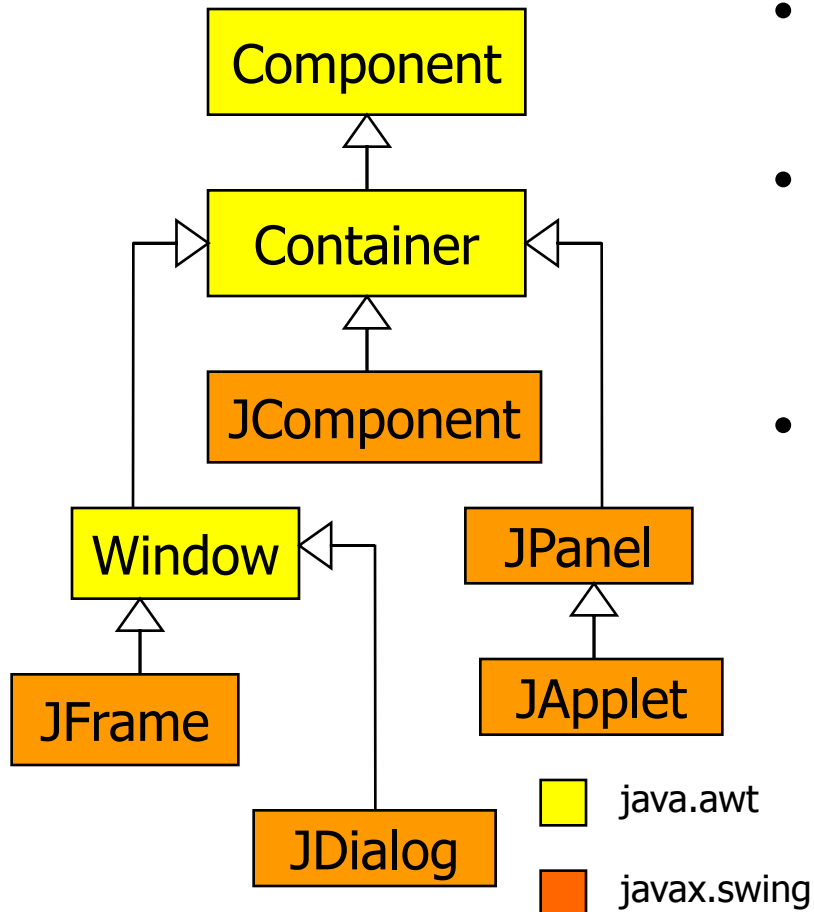 Component
Container
JComponent
Window
JPanel
JFrame
JApplet
JDialog
java.awt
javax.swing